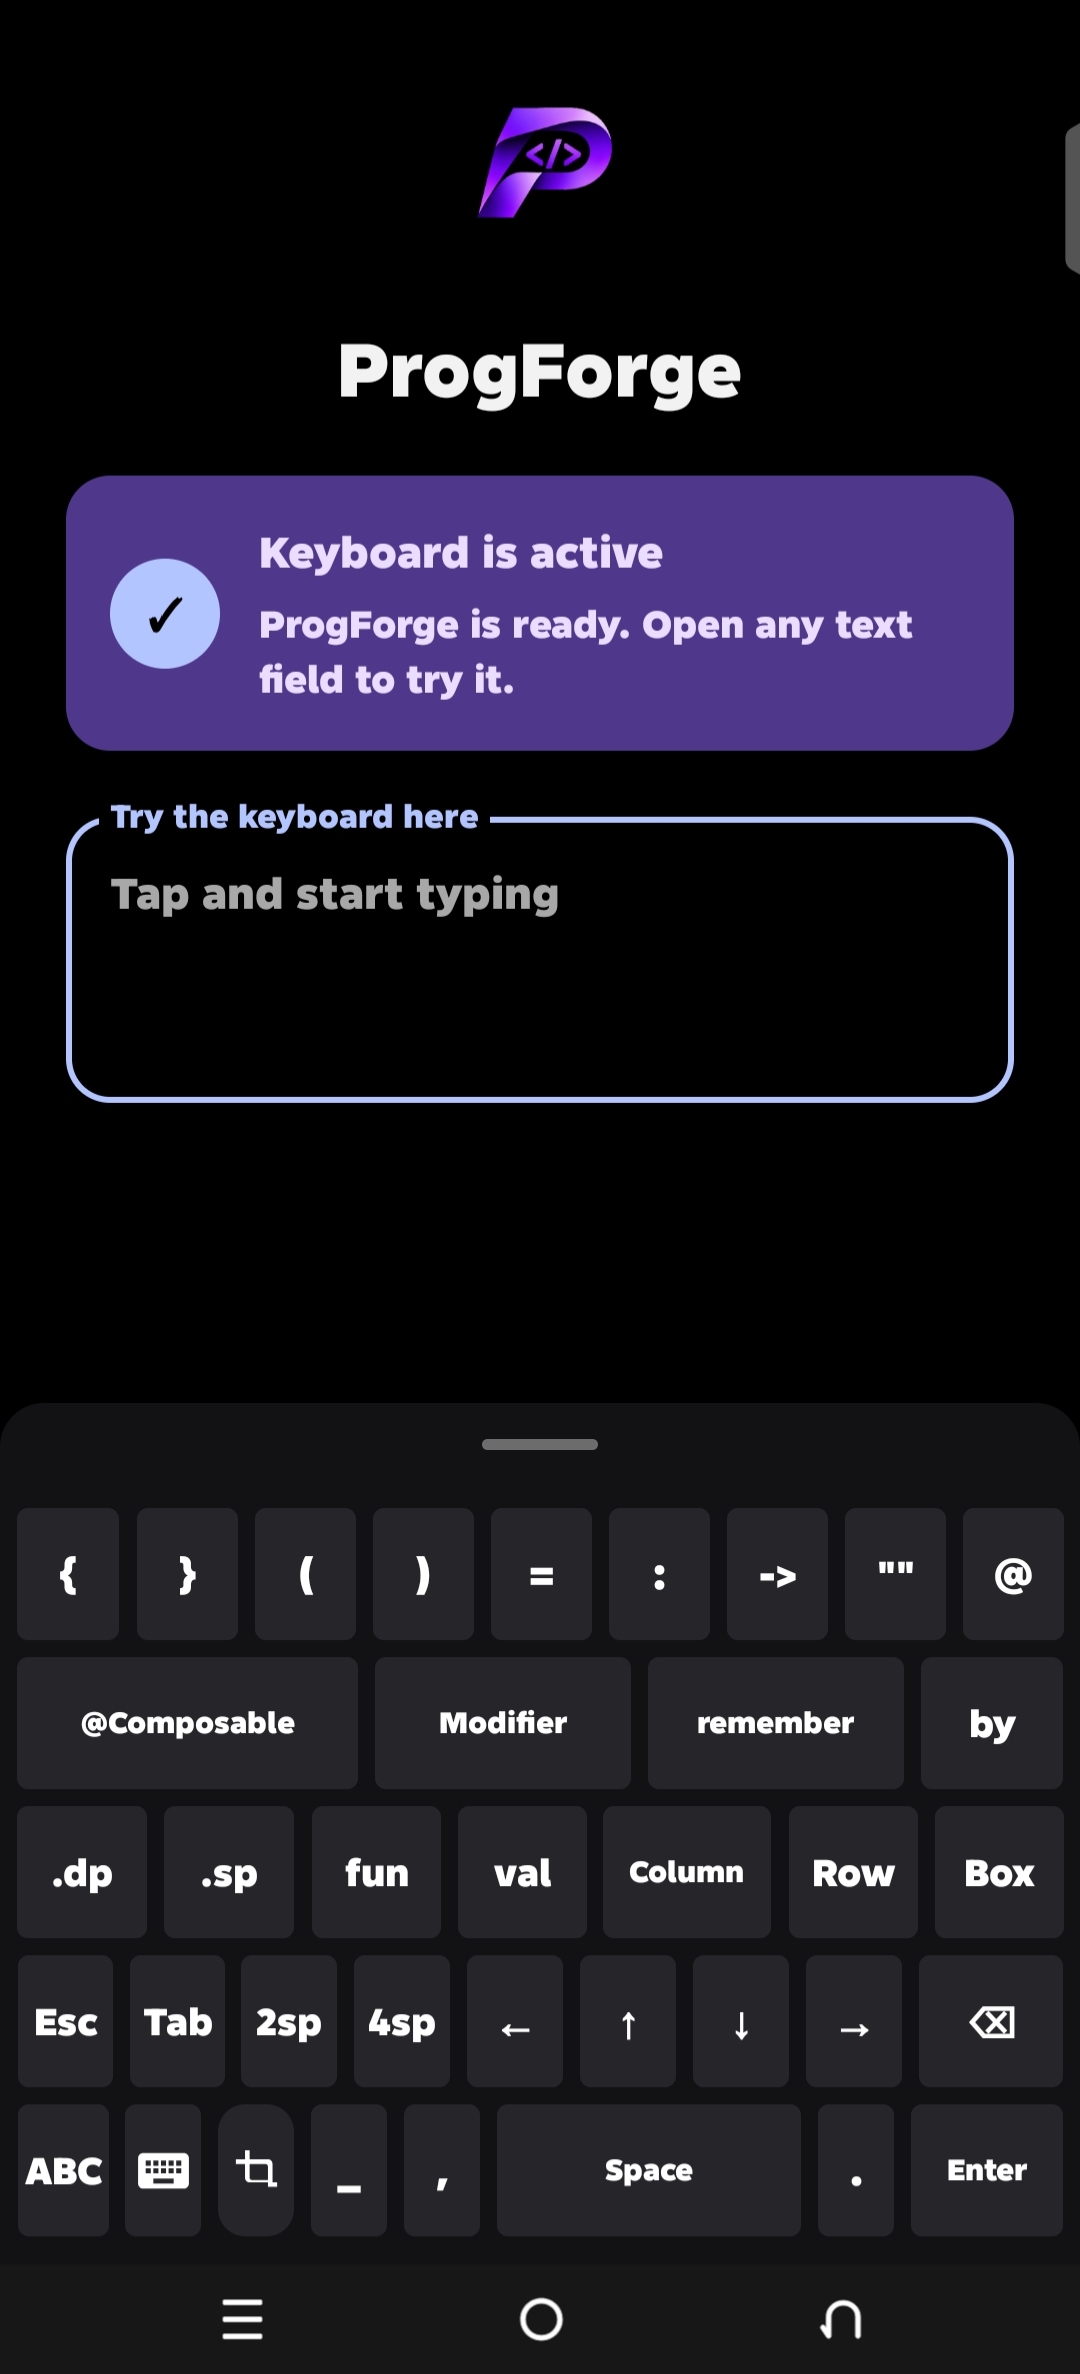 </>
ProgForge
Keyboard is active
ProgForge is ready. Open any text
field to try it.
Try the keyboard here
Tap and start typing
{ } ( ) = : -> "" @
@Composable Modifier remember by
.dp .sp fun val Column Row Box
Esc Tab 2sp 4sp ← ↑ ↓ →
ABC _ , Space . Enter